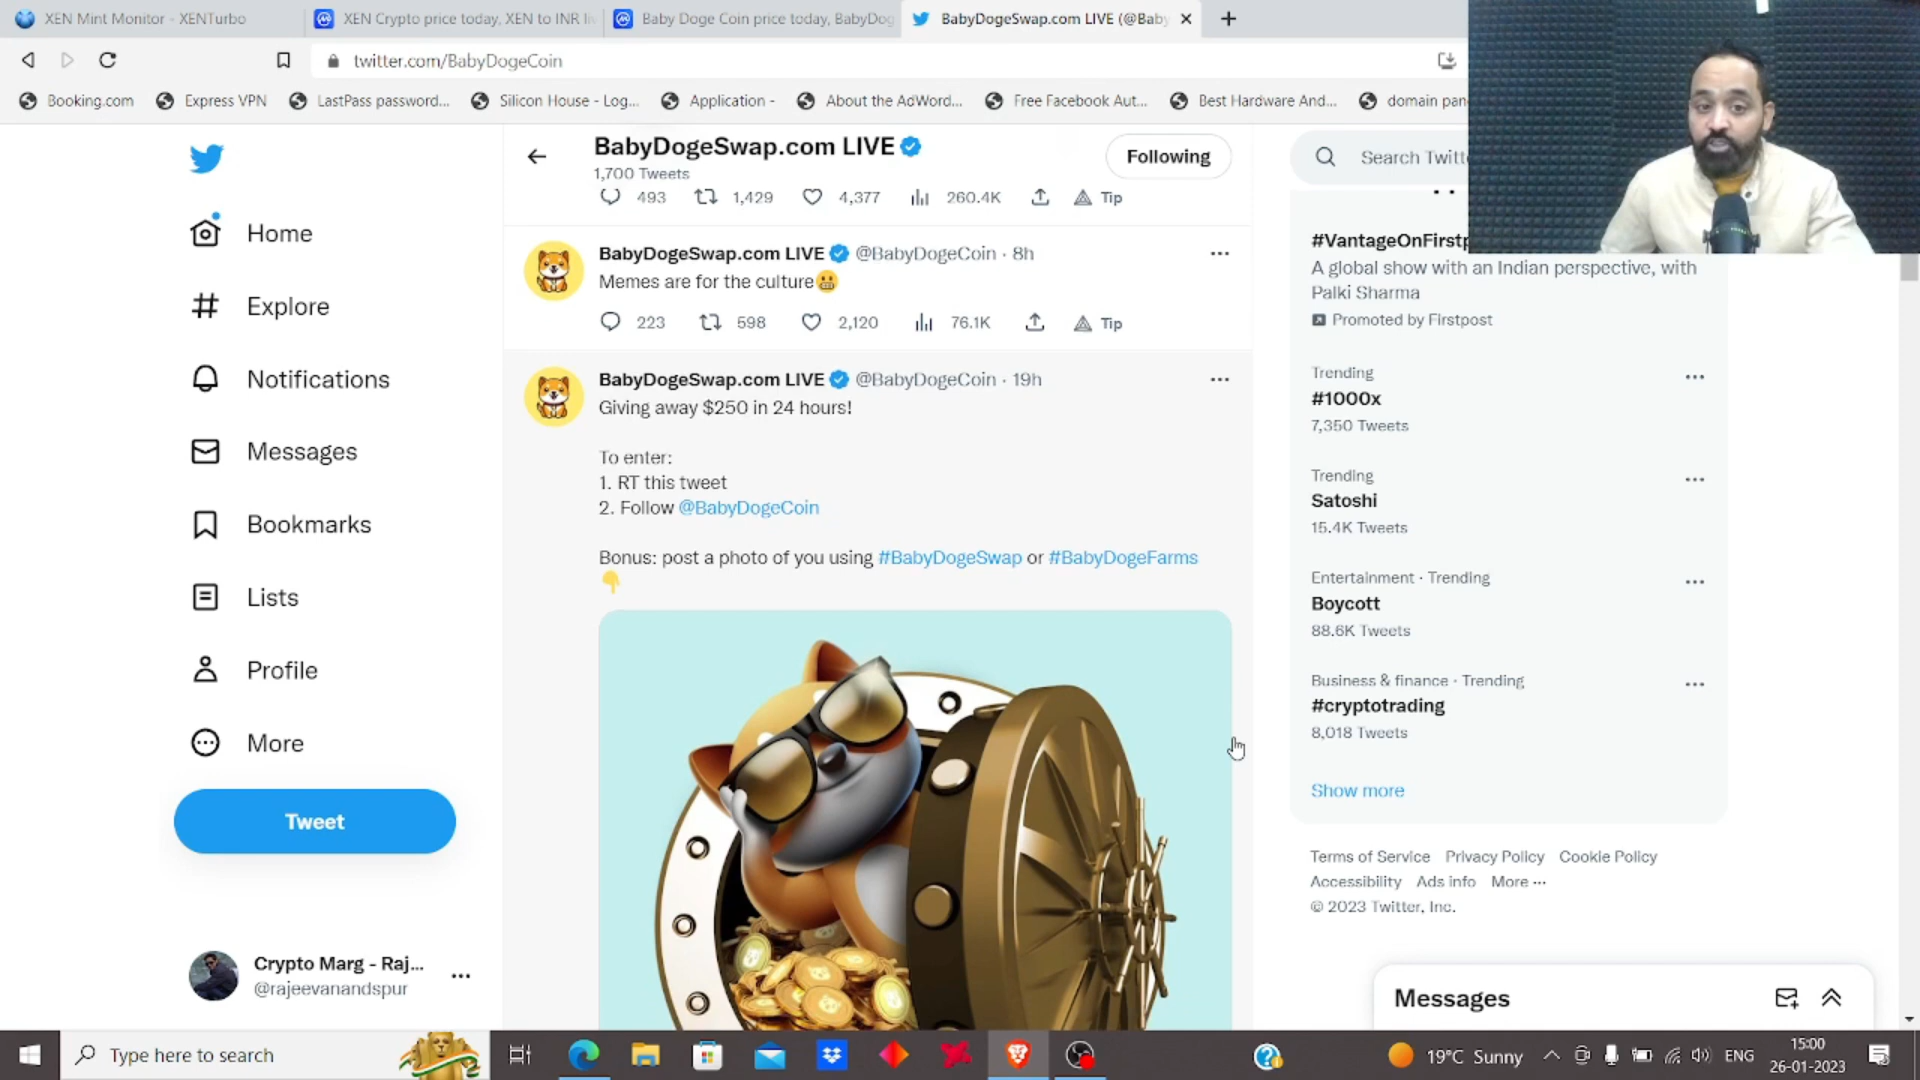 XEN Mint Monitor - XENTurbo
XEN Crypto price today, XEN to INR li
Baby Doge Coin price today, BabyDog
BabyDogeSwap.com LIVE (@Baby
twitter.com/BabyDogeCoin
Booking.com
Express VPN
LastPass password...
Silicon House - Log...
Application -
About the AdWord...
Free Facebook Aut...
Best Hardware And...
domain pan
BabyDogeSwap.com LIVE
1,700 Tweets
Following
Search Twitt
493 1,429 4,377 260.4K Tip
BabyDogeSwap.com LIVE @BabyDogeCoin · 8h
Memes are for the culture😬
223 598 2,120 76.1K Tip
BabyDogeSwap.com LIVE @BabyDogeCoin · 19h
Giving away $250 in 24 hours!
To enter:
1. RT this tweet
2. Follow @BabyDogeCoin
Bonus: post a photo of you using #BabyDogeSwap or #BabyDogeFarms
👇
Home
Explore
Notifications
Messages
Bookmarks
Lists
Profile
More
Tweet
Crypto Marg - Raj...
@rajeevanandspur
#VantageOnFirstp
A global show with an Indian perspective, with
Palki Sharma
Promoted by Firstpost
Trending
#1000x
7,350 Tweets
Trending
Satoshi
15.4K Tweets
Entertainment · Trending
Boycott
88.6K Tweets
Business & finance · Trending
#cryptotrading
8,018 Tweets
Show more
Terms of Service Privacy Policy Cookie Policy
Accessibility Ads info More ···
© 2023 Twitter, Inc.
Messages
Type here to search
19°C Sunny
ENG
15:00
26-01-2023